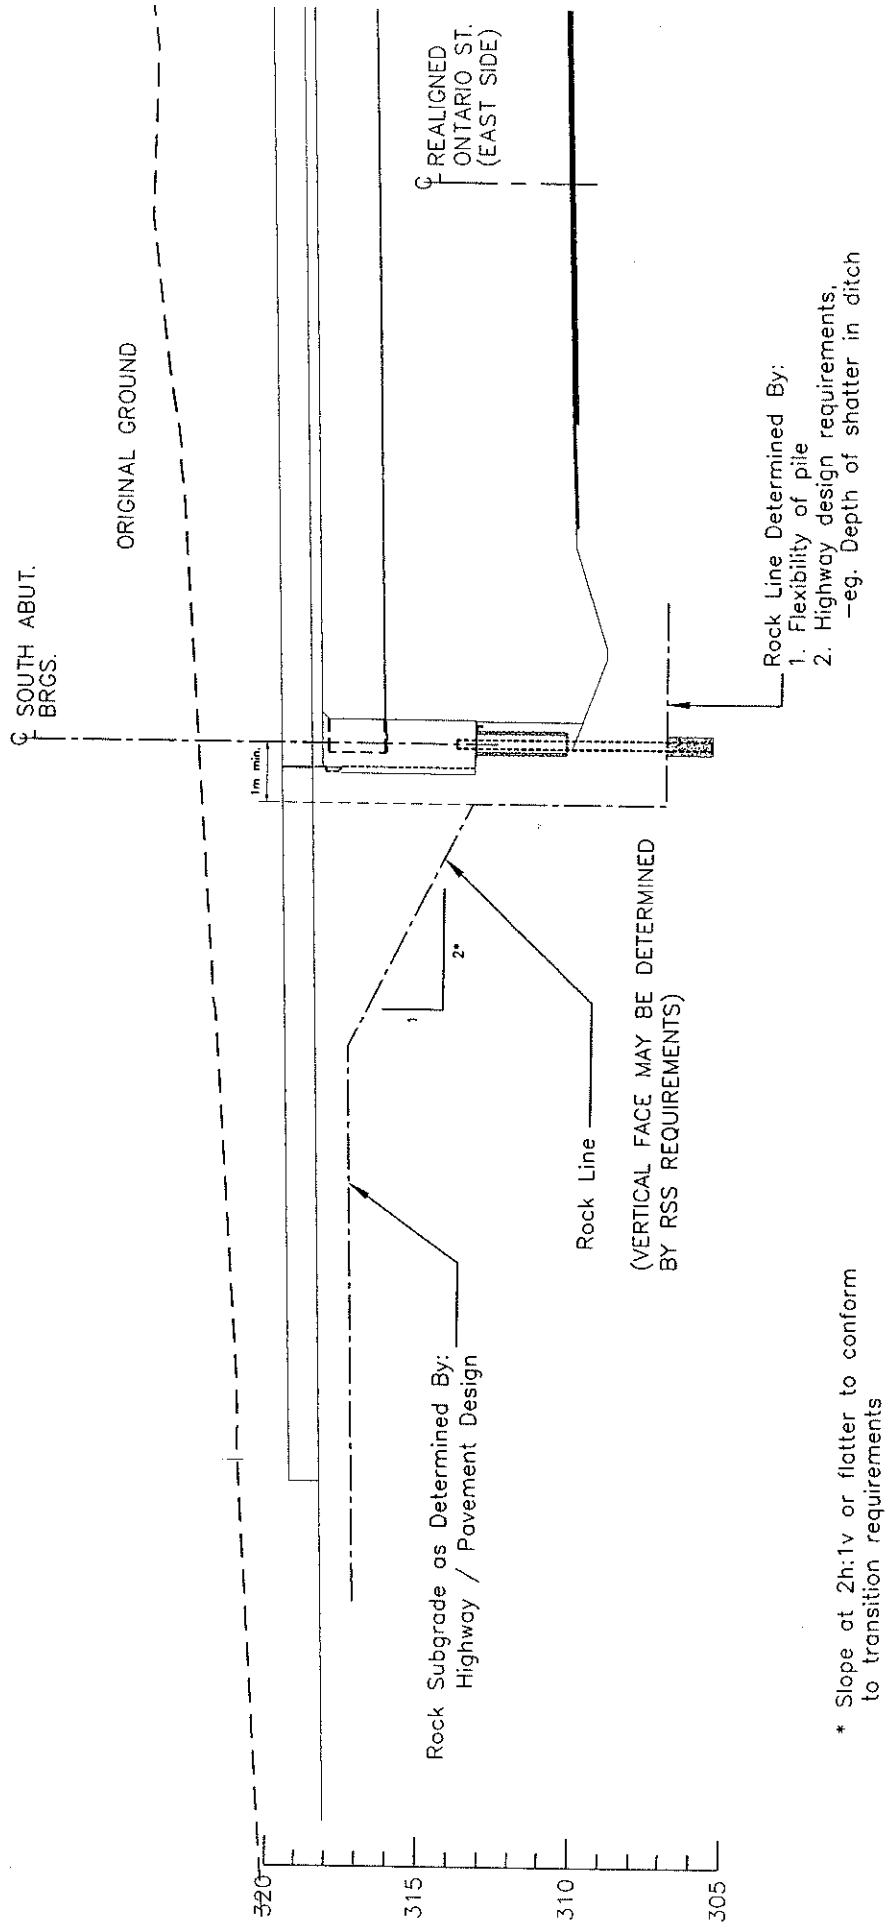 ℄ SOUTH ABUT.
BRGS.
ORIGINAL GROUND
℄ REALIGNED
ONTARIO ST.
(EAST SIDE)
1m min.
320
315
310
305
1
2*
Rock Subgrade as Determined By:
Highway / Pavement Design
Rock Line
(VERTICAL FACE MAY BE DETERMINED
BY RSS REQUIREMENTS)
Rock Line Determined By:
1. Flexibility of pile
2. Highway design requirements,
-eg. Depth of shatter in ditch
* Slope at 2h:1v or flatter to conform
to transition requirements